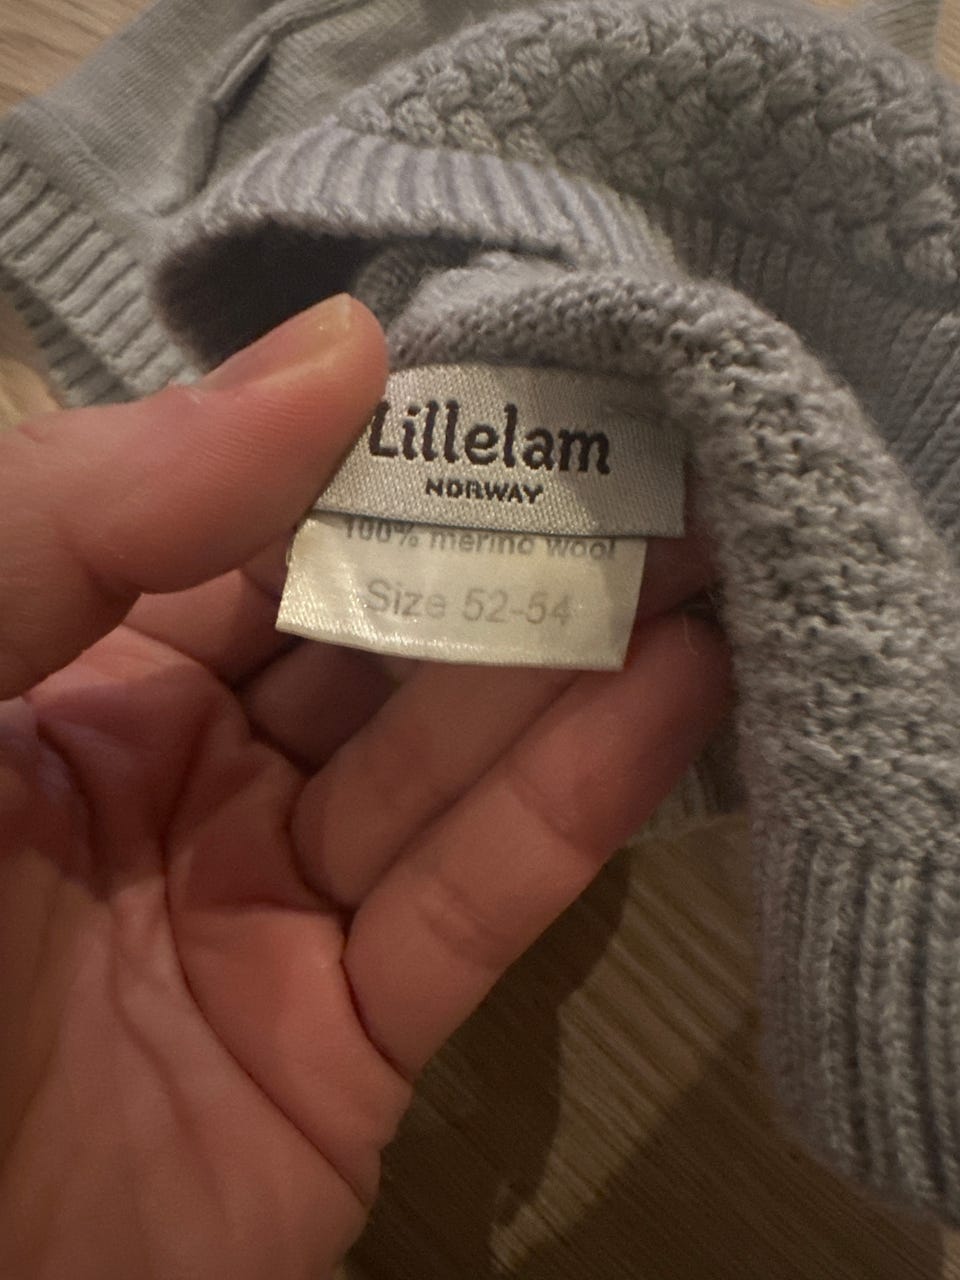 Lillelam
NORWAY
100% merino wool
Size 52-54